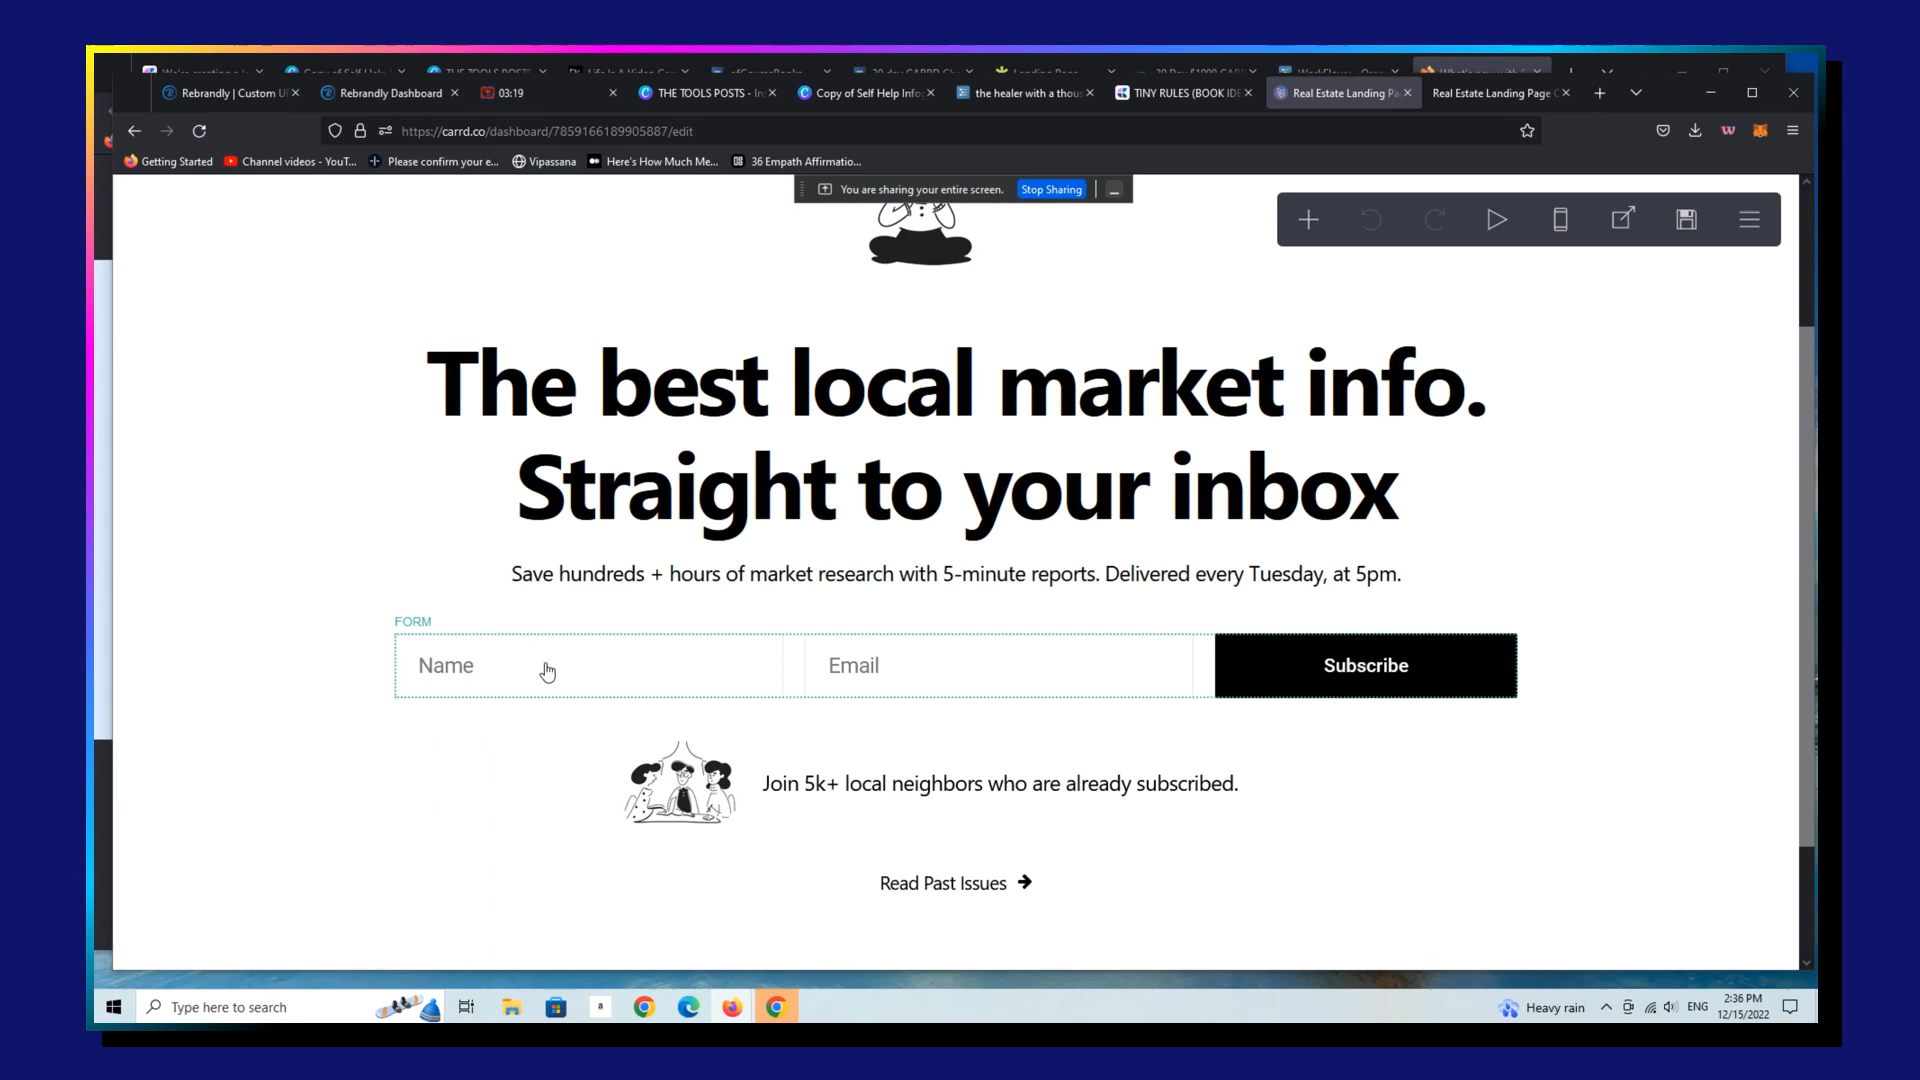 Rebrandly | Custom U
Rebrandly Dashboard
03:19
THE TOOLS POSTS - Ins
Copy of Self Help Info
the healer with a thous
TINY RULES (BOOK IDE
Real Estate Landing Pa
Real Estate Landing Page C
https://carrd.co/dashboard/7859166189905887/edit
Getting Started
Channel videos - YouT...
Please confirm your e...
Vipassana
Here's How Much Me...
36 Empath Affirmatio...
You are sharing your entire screen.
Stop Sharing
The best local market info.
Straight to your inbox
Save hundreds + hours of market research with 5-minute reports. Delivered every Tuesday, at 5pm.
FORM
Name
Email
Subscribe
Join 5k+ local neighbors who are already subscribed.
Read Past Issues
Type here to search
Heavy rain
ENG
2:36 PM
12/15/2022